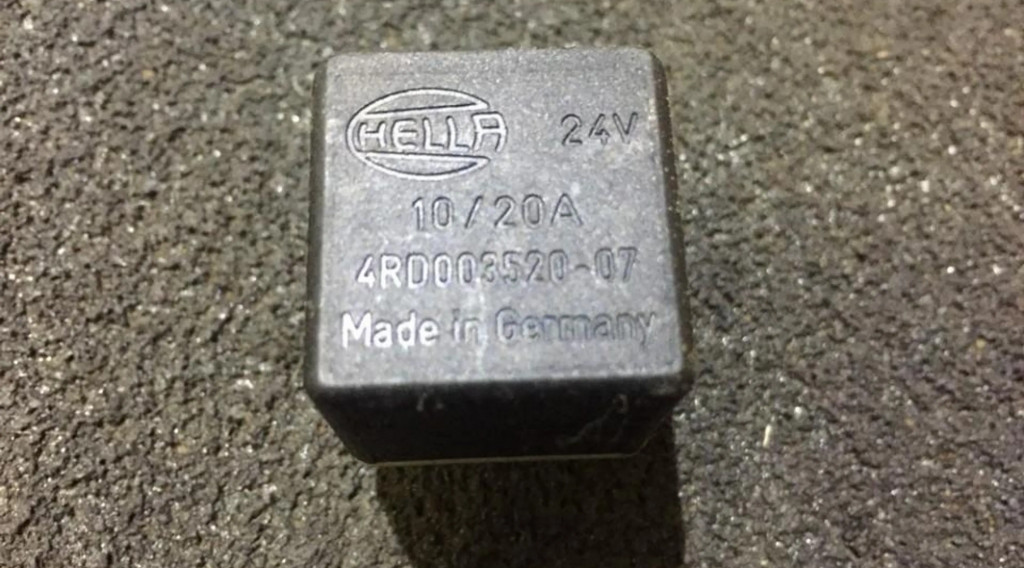 HELLA 24V
10/20A
4RD003520-07
Made in Germany